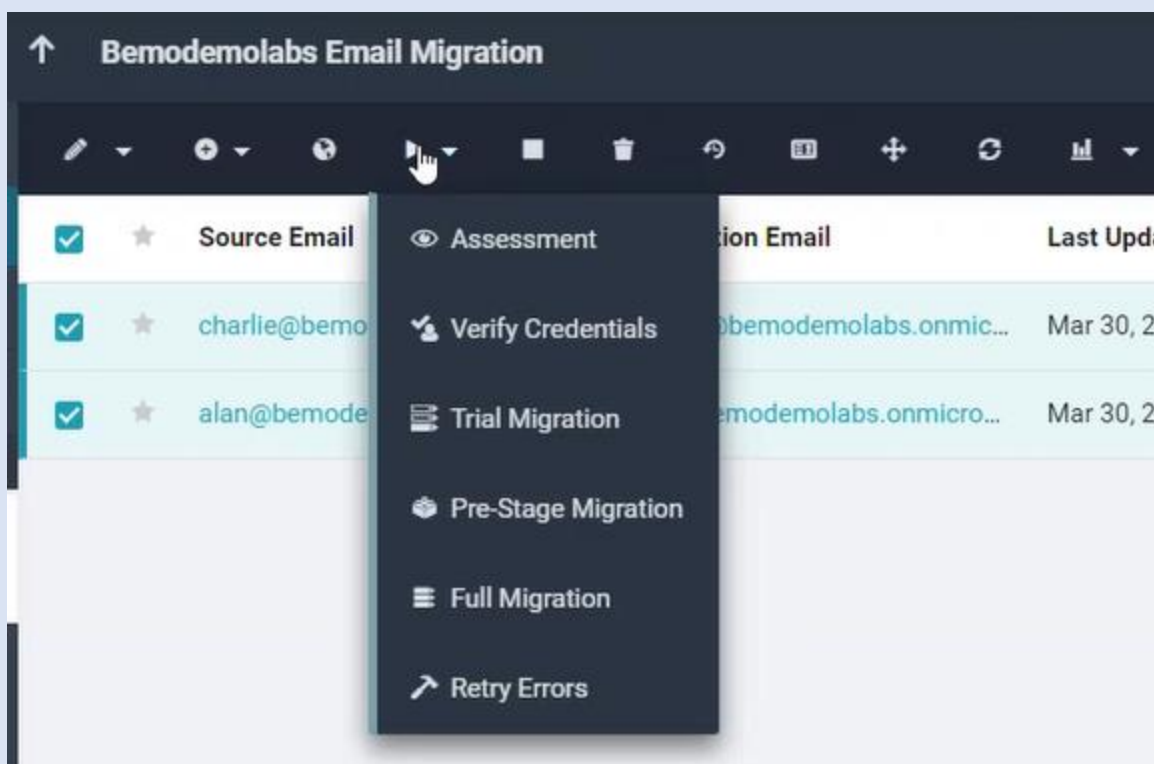 Bemodemolabs Email Migration
Source Email ion Email Last Upda
Assessment
charlie@bemo bemodemolabs.onmic... Mar 30, 2
Verify Credentials
alan@bemode emodemolabs.onmicro... Mar 30, 2
Trial Migration
Pre-Stage Migration
Full Migration
Retry Errors